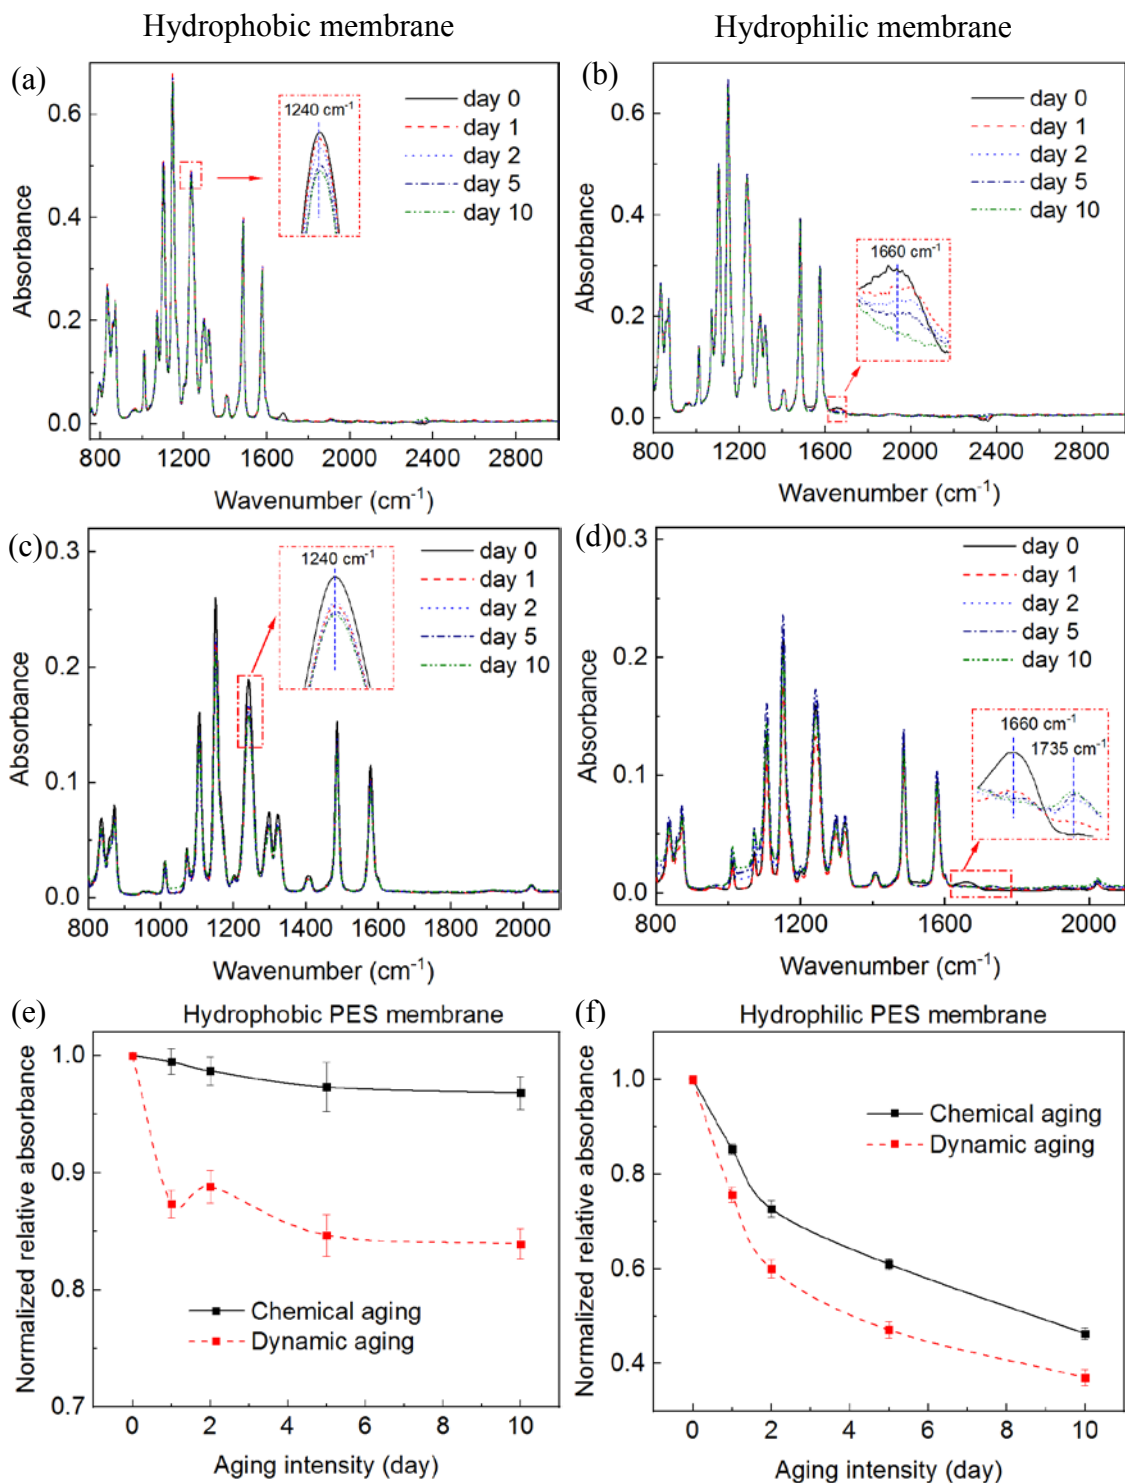 Hydrophobic membrane
Hydrophilic membrane
(a)
0.6
0.4
0.2
0.0
Absorbance
1240 cm⁻¹
day 0
day 1
day 2
day 5
day 10
800 1200 1600 2000 2400 2800
Wavenumber (cm⁻¹)
(b)
0.6
0.4
0.2
0.0
Absorbance
day 0
day 1
day 2
day 5
day 10
1660 cm⁻¹
800 1200 1600 2000 2400 2800
Wavenumber (cm⁻¹)
(c)
0.3
0.2
0.1
0.0
Absorbance
1240 cm⁻¹
day 0
day 1
day 2
day 5
day 10
800 1000 1200 1400 1600 1800 2000
Wavenumber (cm⁻¹)
(d)
0.3
0.2
0.1
0.0
Absorbance
day 0
day 1
day 2
day 5
day 10
1660 cm⁻¹
1735 cm⁻¹
800 1200 1600 2000
Wavenumber (cm⁻¹)
(e)
Hydrophobic PES membrane
1.0
0.9
0.8
0.7
Normalized relative absorbance
Chemical aging
Dynamic aging
0 2 4 6 8 10
Aging intensity (day)
(f)
Hydrophilic PES membrane
1.0
0.8
0.6
0.4
Normalized relative absorbance
Chemical aging
Dynamic aging
0 2 4 6 8 10
Aging intensity (day)